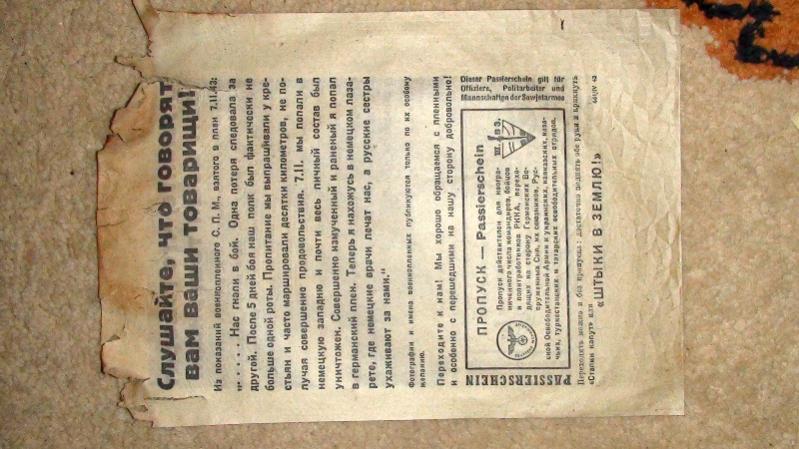 Слушайте, что говорят
вам ваши товарищи!
Из показаний военнопленного С. П. М., взятого в плен 7.11.43:
". . . . . Нас гнали в бой. Одна потеря следовала за
другой. После 5 дней боя наш полк был фактически не
больше одной роты. Пропитание мы выпрашивали у кре-
стьян и часто маршировали десятки километров, не по-
лучая совершенно продовольствия. 7.11. мы попали в
немецкую западню и почти весь личный состав был
уничтожен. Совершенно измученный и раненый я попал
в германский плен. Теперь я нахожусь в немецком лаза-
рете, где немецкие врачи лечат нас, а русские сестры
ухаживают за нами."
Фотографии и имена военнопленных публикуются только по их особому
желанию.
Переходите к нам! Мы хорошо обращаемся с пленными
и особенно с перешедшими на нашу сторону добровольно!
PASSIERSCHEIN
ПРОПУСК — Passierschein
Пропуск действителен для неогра-
ниченного числа командиров, бойцов
и политработников РККА, перехо-
дящих на сторону Германских Во-
оруженных Сил, их союзников, Рус-
ской Освободительной Армии и украинских, кавказских, каза-
чьих, туркестанских и татарских освободительных отрядов.
Dieser Passierschein gilt für
Offiziere, Politarbeiter und
Mannschaften der Sowjetarmee
Переходить можно и без пропуска: достаточно поднять обе руки и крикнуть
«Сталин капут» или
«ШТЫКИ В ЗЕМЛЮ!»